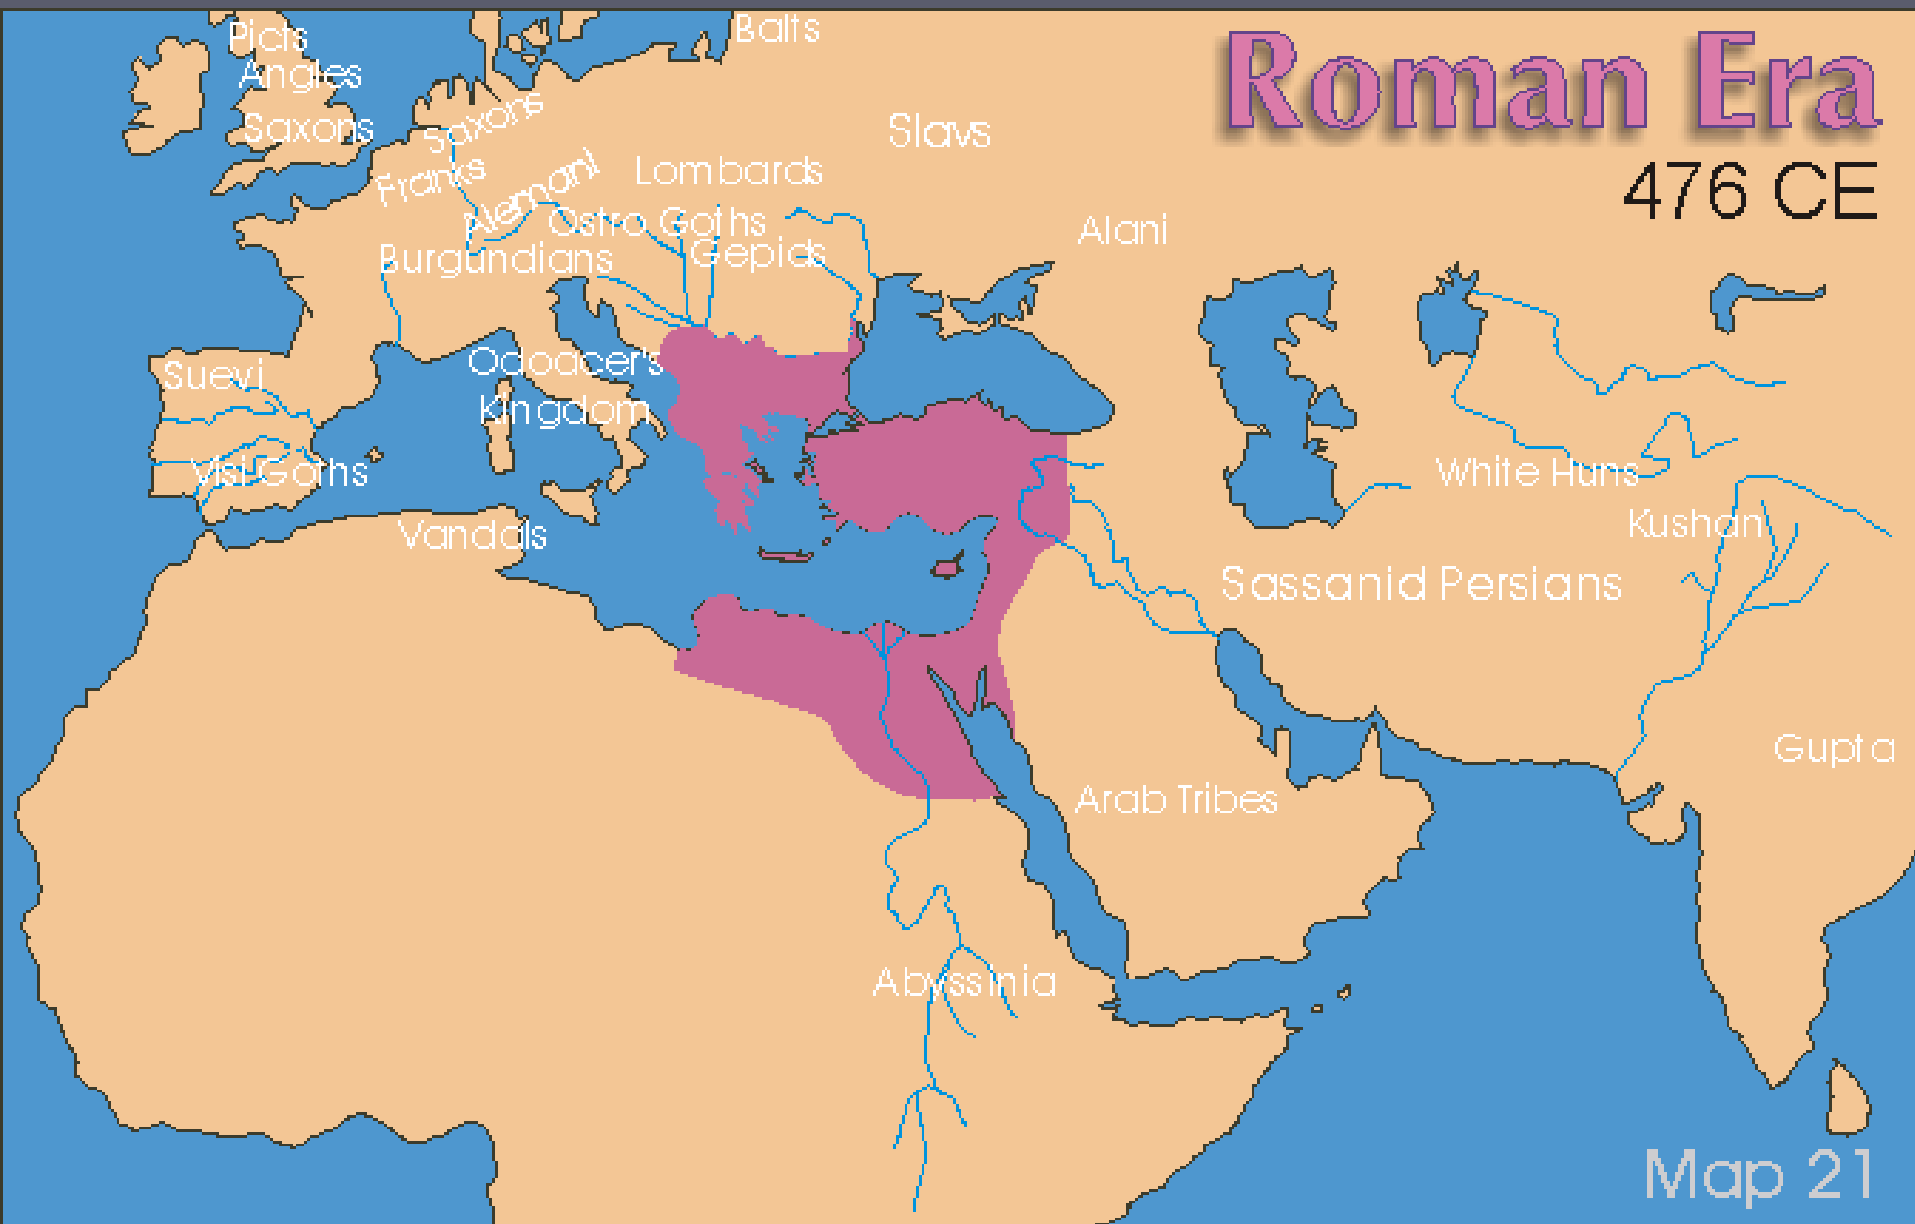 Picts
Balts
Roman Era
Angles
Saxons
Saxons
Slavs
Franks
Alemani
Lombards
476 CE
Ostro Goths
Alani
Burgundians
Gepids
Odoacer's
Kingdom
Suevi
Visi Goths
White Huns
Kushan
Vandals
Sassanid Persians
Gupta
Arab Tribes
Abyssinia
Map 21